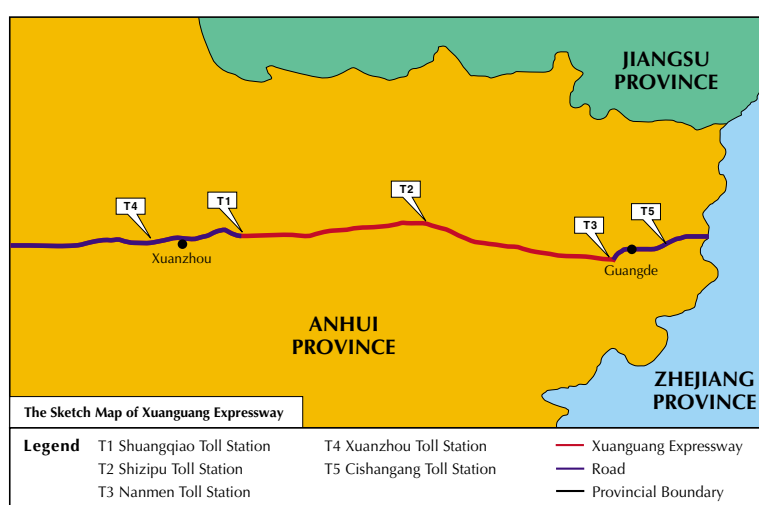 JIANGSU
PROVINCE
T4
T1
T2
T3
T5
Xuanzhou
Guangde
ANHUI
PROVINCE
ZHEJIANG
PROVINCE
The Sketch Map of Xuanguang Expressway
Legend
T1 Shuangqiao Toll Station
T2 Shizipu Toll Station
T3 Nanmen Toll Station
T4 Xuanzhou Toll Station
T5 Cishangang Toll Station
Xuanguang Expressway
Road
Provincial Boundary